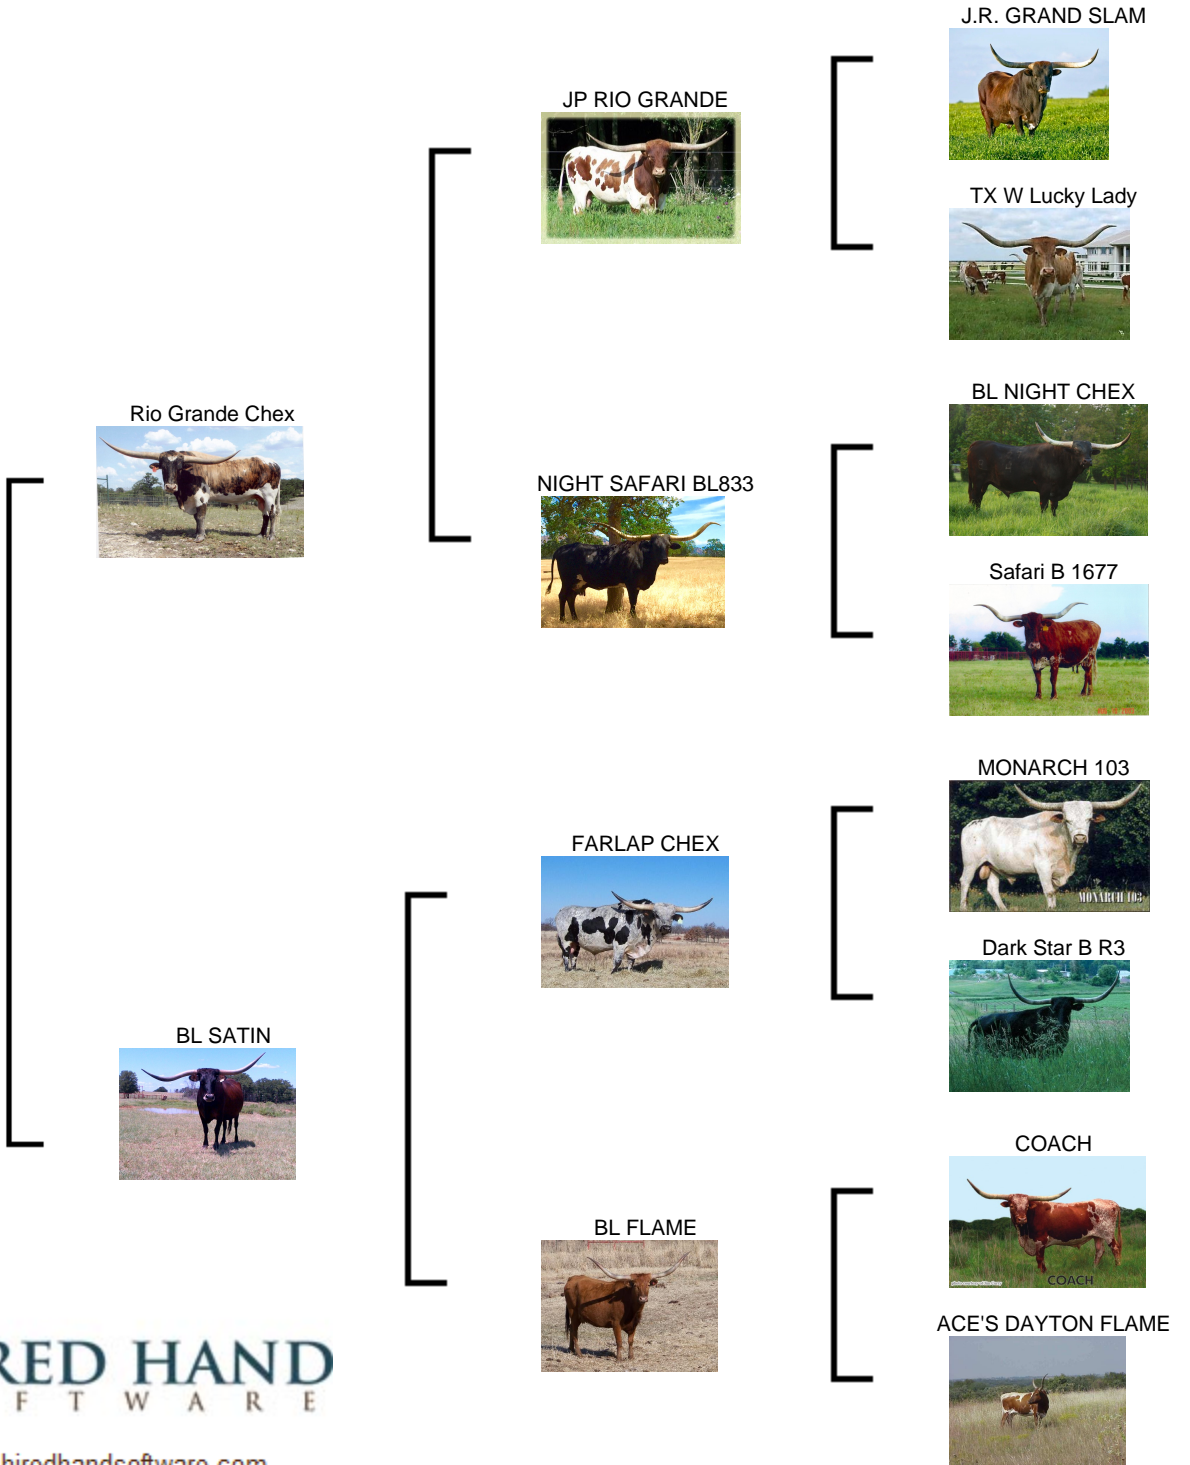 J.R. GRAND SLAM
JP RIO GRANDE
TX W Lucky Lady
BL NIGHT CHEX
Rio Grande Chex
NIGHT SAFARI BL833
Safari B 1677
MONARCH 103
MONARCH 103
FARLAP CHEX
Dark Star B R3
BL SATIN
COACH
COACH
BL FLAME
ACE'S DAYTON FLAME
RED HAND
F T W A R E
hiredhandsoftware.com